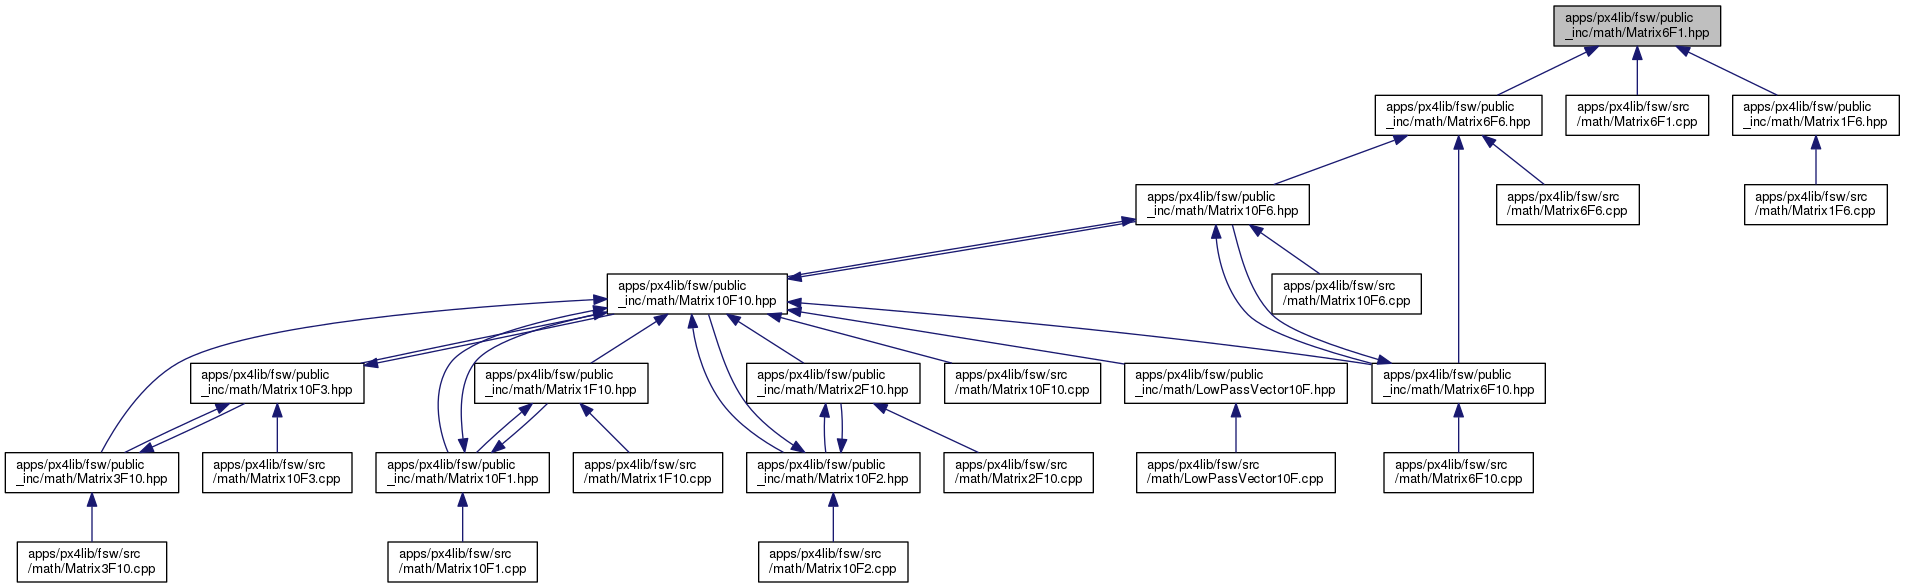 apps/px4lib/fsw/public
_inc/math/Matrix6F1.hpp
apps/px4lib/fsw/public
_inc/math/Matrix6F6.hpp
apps/px4lib/fsw/src
/math/Matrix6F1.cpp
apps/px4lib/fsw/public
_inc/math/Matrix1F6.hpp
apps/px4lib/fsw/public
_inc/math/Matrix10F6.hpp
apps/px4lib/fsw/src
/math/Matrix6F6.cpp
apps/px4lib/fsw/src
/math/Matrix1F6.cpp
apps/px4lib/fsw/public
_inc/math/Matrix10F10.hpp
apps/px4lib/fsw/src
/math/Matrix10F6.cpp
apps/px4lib/fsw/public
_inc/math/Matrix10F3.hpp
apps/px4lib/fsw/public
_inc/math/Matrix1F10.hpp
apps/px4lib/fsw/public
_inc/math/Matrix2F10.hpp
apps/px4lib/fsw/src
/math/Matrix10F10.cpp
apps/px4lib/fsw/public
_inc/math/LowPassVector10F.hpp
apps/px4lib/fsw/public
_inc/math/Matrix6F10.hpp
apps/px4lib/fsw/public
_inc/math/Matrix3F10.hpp
apps/px4lib/fsw/src
/math/Matrix10F3.cpp
apps/px4lib/fsw/public
_inc/math/Matrix10F1.hpp
apps/px4lib/fsw/src
/math/Matrix1F10.cpp
apps/px4lib/fsw/public
_inc/math/Matrix10F2.hpp
apps/px4lib/fsw/src
/math/Matrix2F10.cpp
apps/px4lib/fsw/src
/math/LowPassVector10F.cpp
apps/px4lib/fsw/src
/math/Matrix6F10.cpp
apps/px4lib/fsw/src
/math/Matrix3F10.cpp
apps/px4lib/fsw/src
/math/Matrix10F1.cpp
apps/px4lib/fsw/src
/math/Matrix10F2.cpp